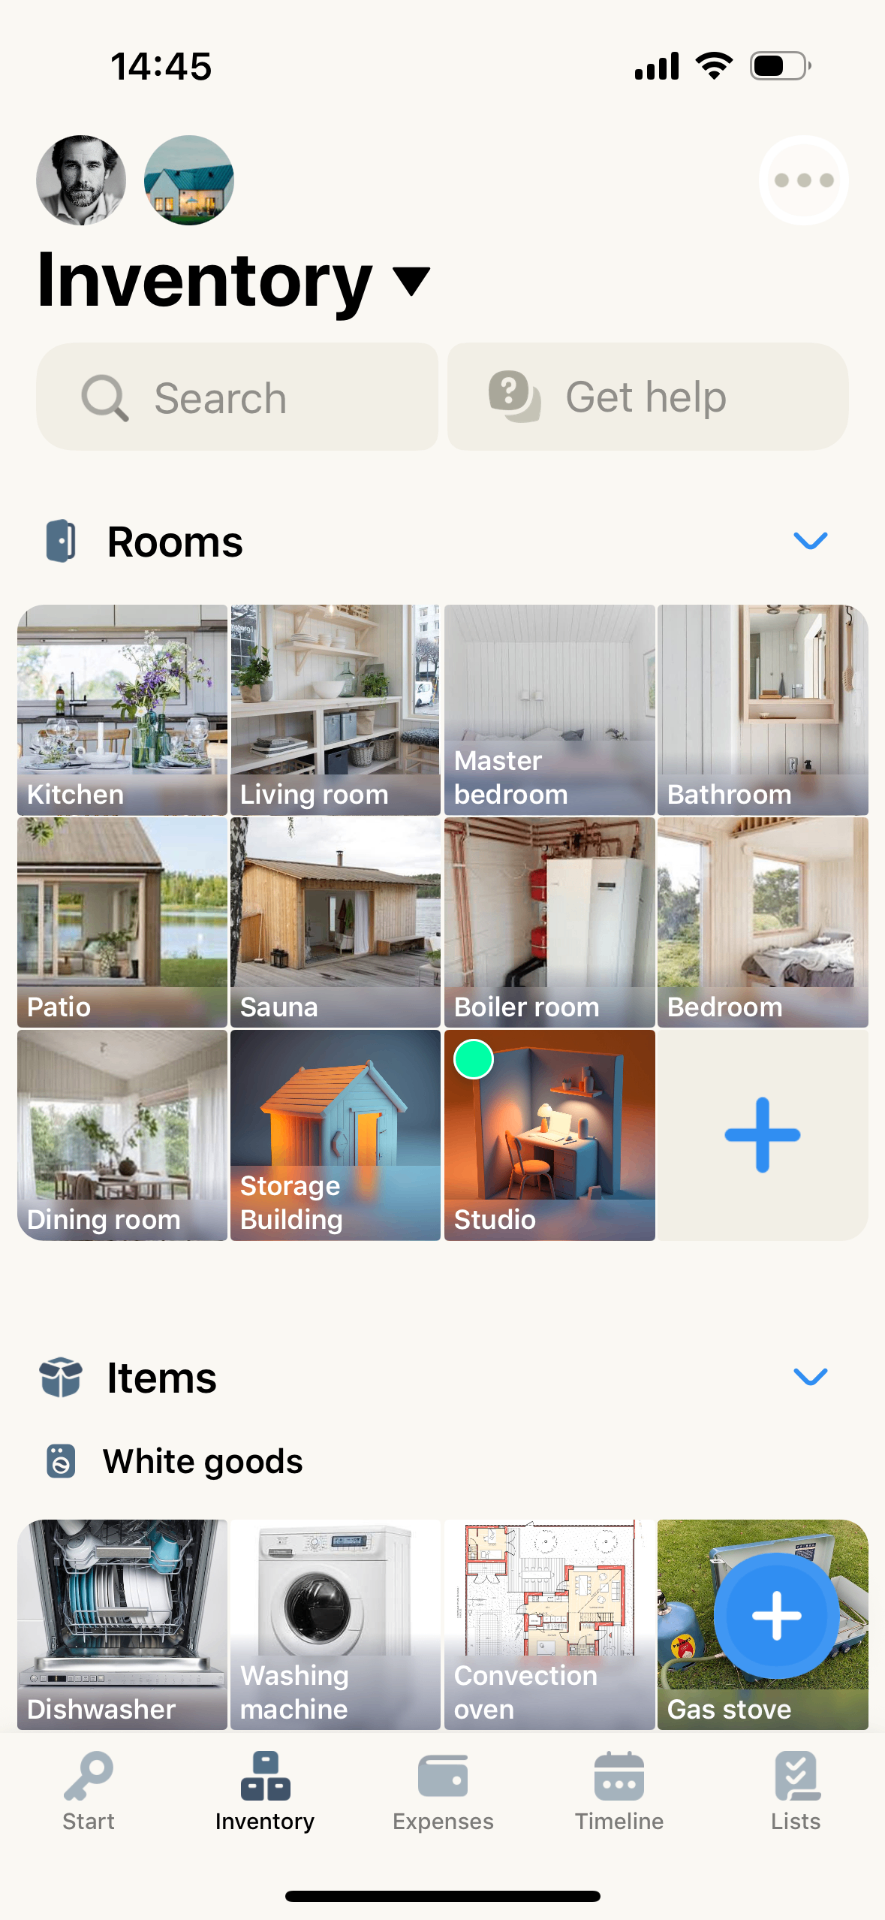 14:45
Inventory
Search
Get help
Rooms
Kitchen
Living room
Master
bedroom
Bathroom
Patio
Sauna
Boiler room
Bedroom
Dining room
Storage
Building
Studio
Items
White goods
Dishwasher
Washing
machine
Convection
oven
Gas stove
Start
Inventory
Expenses
Timeline
Lists